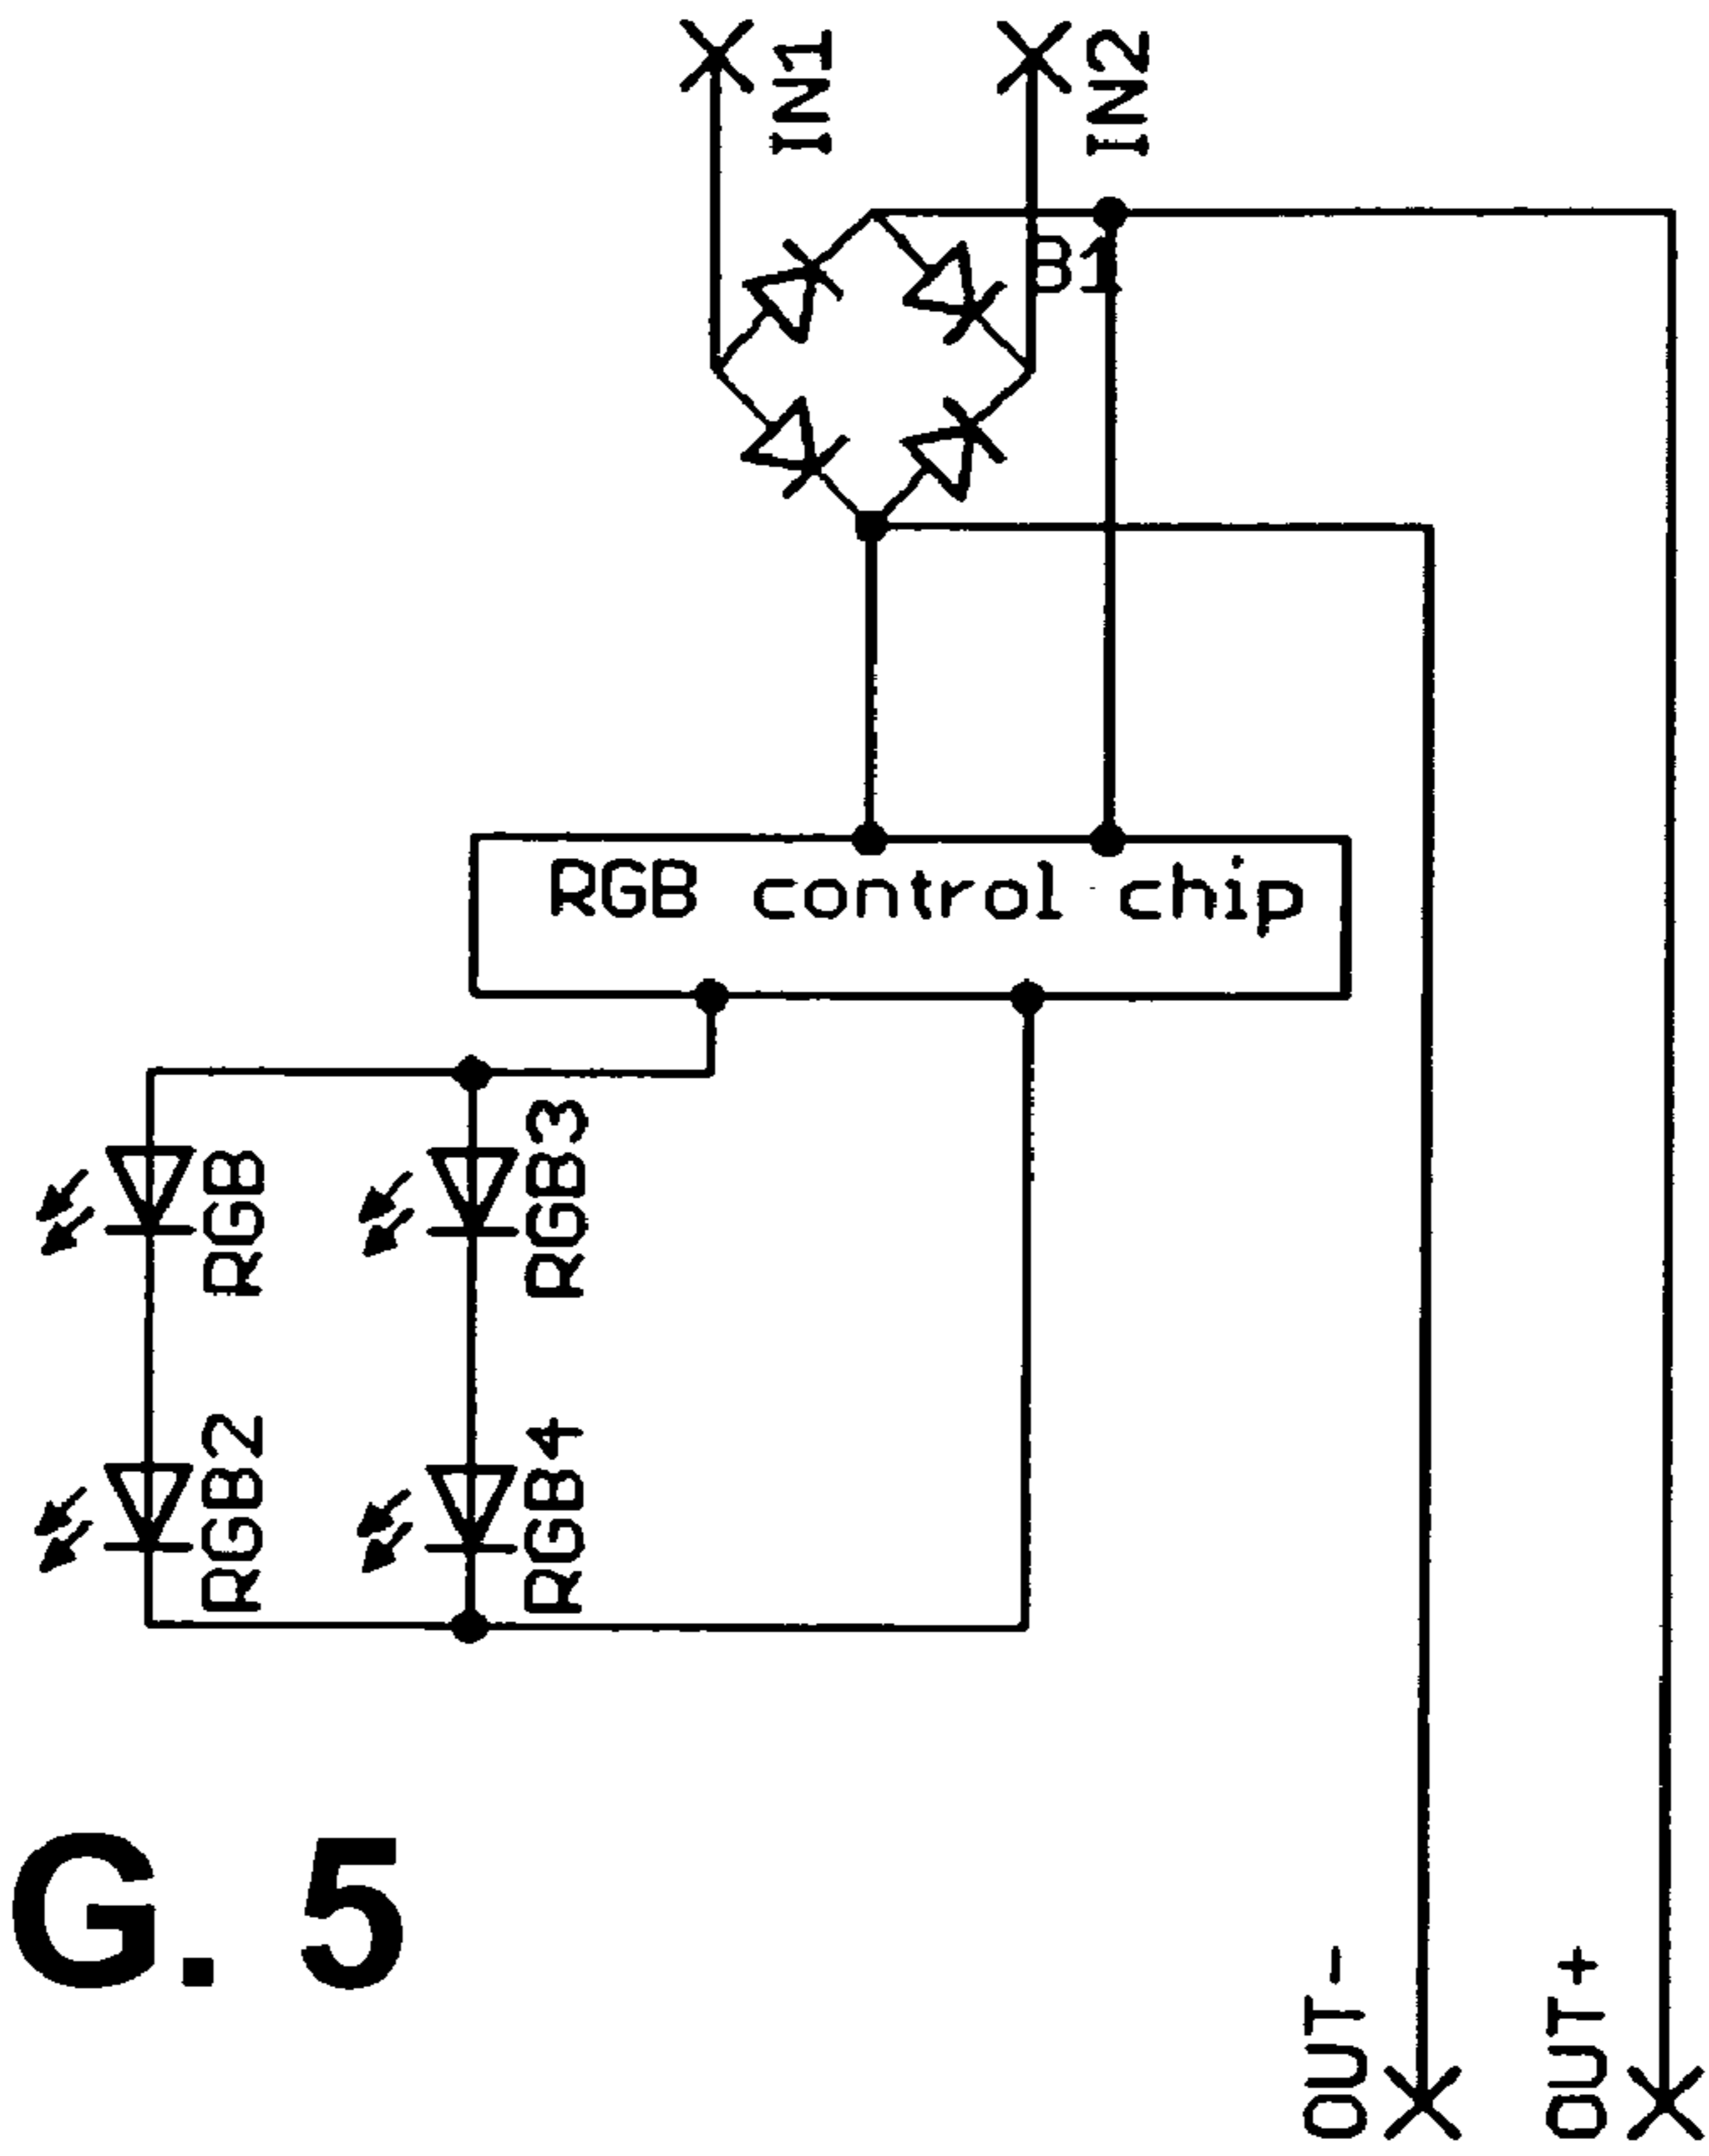 IN1
IN2
B1
RGB control chip
RGB
RGB3
RGB2
RGB4
G. 5
OUT-
OUT+